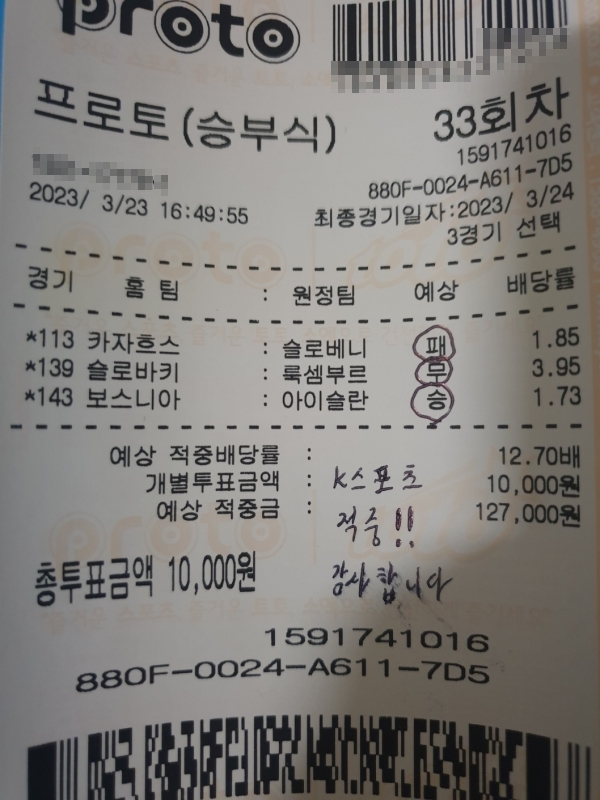 proto
프로토(승부식) 33회차
1591741016
880F-0024-A611-7D5
2023/ 3/23 16:49:55 최종경기일자:2023/ 3/24
3경기 선택
경기 홈팀 : 원정팀 예상 배당률
*113 카자흐스 : 슬로베니 패 1.85
*139 슬로바키 : 룩셈부르 무 3.95
*143 보스니아 : 아이슬란 승 1.73
예상 적중배당률 : 12.70배
개별투표금액 : K스포츠 10,000원
예상 적중금 : 적중!! 127,000원
총투표금액 10,000원 감사합니다
1591741016
880F-0024-A611-7D5